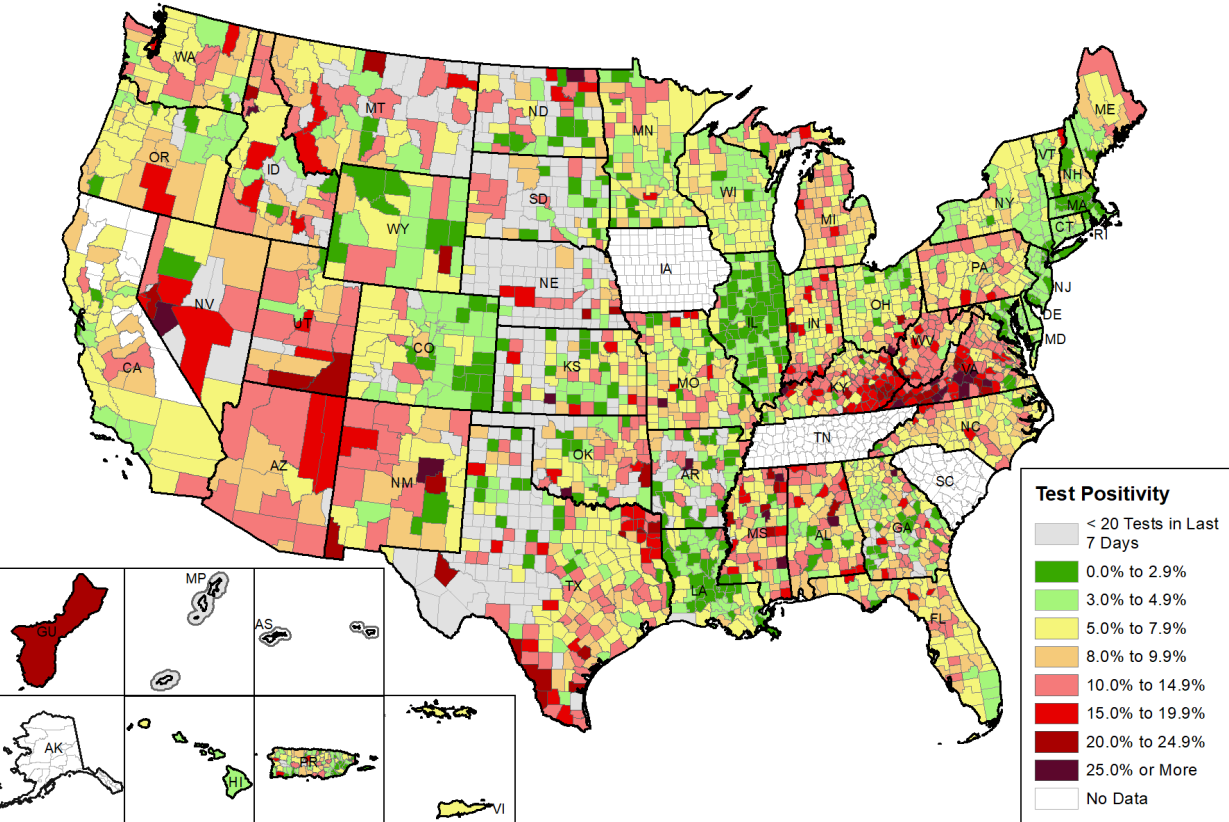 WA
MT
ND
MN
ME
OR
ID
SD
WI
VT
NH
NY
MA
WY
MI
CT
RI
IA
PA
NE
NV
OH
NJ
UT
IL
IN
DE
CO
WV
MD
CA
KS
MO
KY
VA
TN
NC
OK
AZ
NM
AR
SC
MS
AL
GA
TX
LA
FL
GU
MP
AS
AK
HI
PR
VI
Test Positivity
< 20 Tests in Last
7 Days
0.0% to 2.9%
3.0% to 4.9%
5.0% to 7.9%
8.0% to 9.9%
10.0% to 14.9%
15.0% to 19.9%
20.0% to 24.9%
25.0% or More
No Data